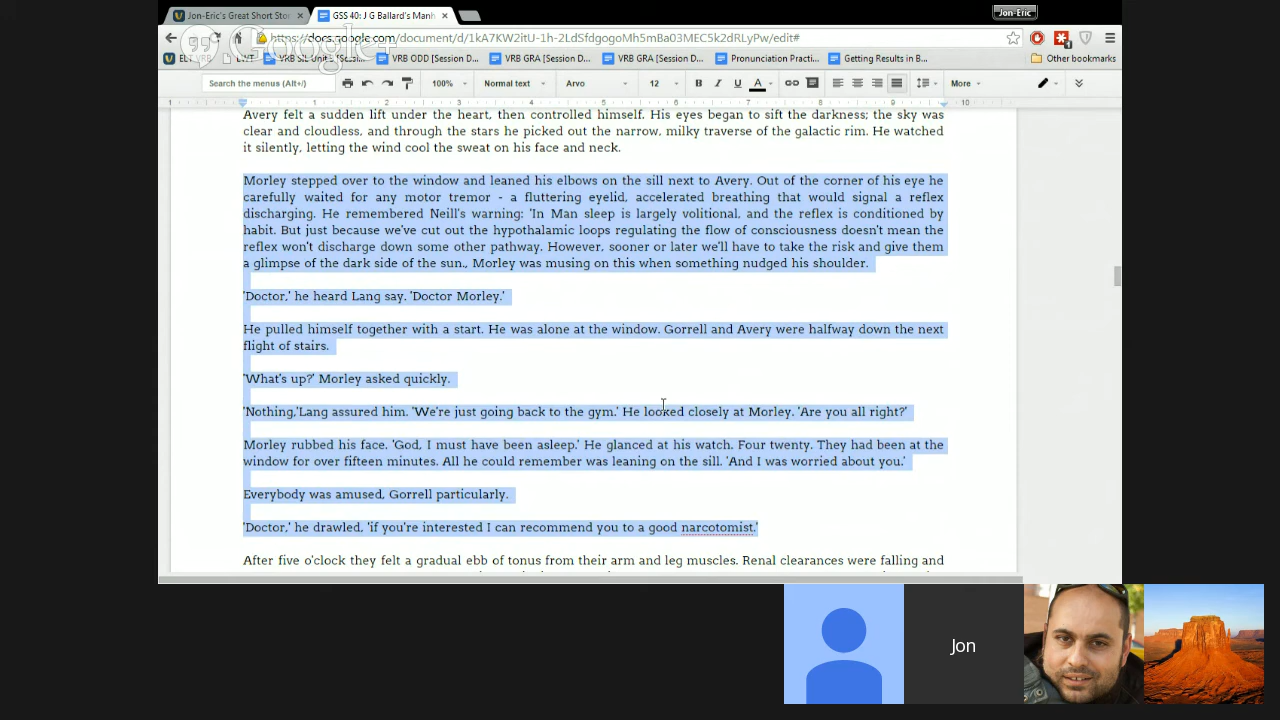 Jon-Eric's Great Short Stor
GSS 40: J G Ballard's Manh
Jon-Eric
https://docs.google.com/document/d/1kA7KW2itU-1h-2LdSfdgogoMh5mBa03MEC5k2dRLyPw/edit#
Google+
VRB SIL Unit 2 [Sc
VRB ODD [Session D
VRB GRA [Session D...
VRB GRA [Session D...
Pronunciation Practi...
Getting Results in B...
Other bookmarks
Search the menus (Alt+/)
100%
Normal text
Arvo
12
B I U A
More
1 1 2 3 4 5 6 7 8 9 10
Avery felt a sudden lift under the heart, then controlled himself. His eyes began to sift the darkness; the sky was
clear and cloudless, and through the stars he picked out the narrow, milky traverse of the galactic rim. He watched
it silently, letting the wind cool the sweat on his face and neck.
Morley stepped over to the window and leaned his elbows on the sill next to Avery. Out of the corner of his eye he
carefully waited for any motor tremor - a fluttering eyelid, accelerated breathing that would signal a reflex
discharging. He remembered Neill's warning: 'In Man sleep is largely volitional, and the reflex is conditioned by
habit. But just because we've cut out the hypothalamic loops regulating the flow of consciousness doesn't mean the
reflex won't discharge down some other pathway. However, sooner or later we'll have to take the risk and give them
a glimpse of the dark side of the sun., Morley was musing on this when something nudged his shoulder.
'Doctor,' he heard Lang say. 'Doctor Morley.'
He pulled himself together with a start. He was alone at the window. Gorrell and Avery were halfway down the next
flight of stairs.
'What's up?' Morley asked quickly.
'Nothing,'Lang assured him. 'We're just going back to the gym.' He looked closely at Morley. 'Are you all right?'
Morley rubbed his face. 'God, I must have been asleep.' He glanced at his watch. Four twenty. They had been at the
window for over fifteen minutes. All he could remember was leaning on the sill. 'And I was worried about you.'
Everybody was amused, Gorrell particularly.
'Doctor,' he drawled, 'if you're interested I can recommend you to a good narcotomist.'
After five o'clock they felt a gradual ebb of tonus from their arm and leg muscles. Renal clearances were falling and
Jon